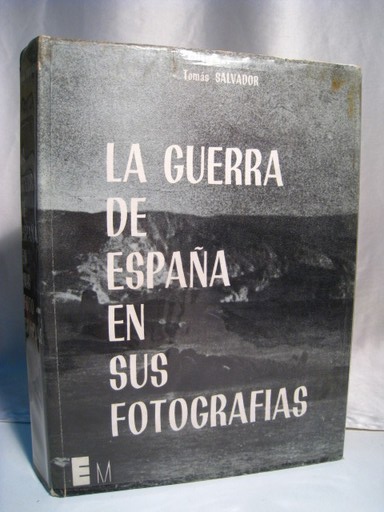 Tomás SALVADOR
LA GUERRA
DE
ESPAÑA
EN
SUS
FOTOGRAFIAS
EM